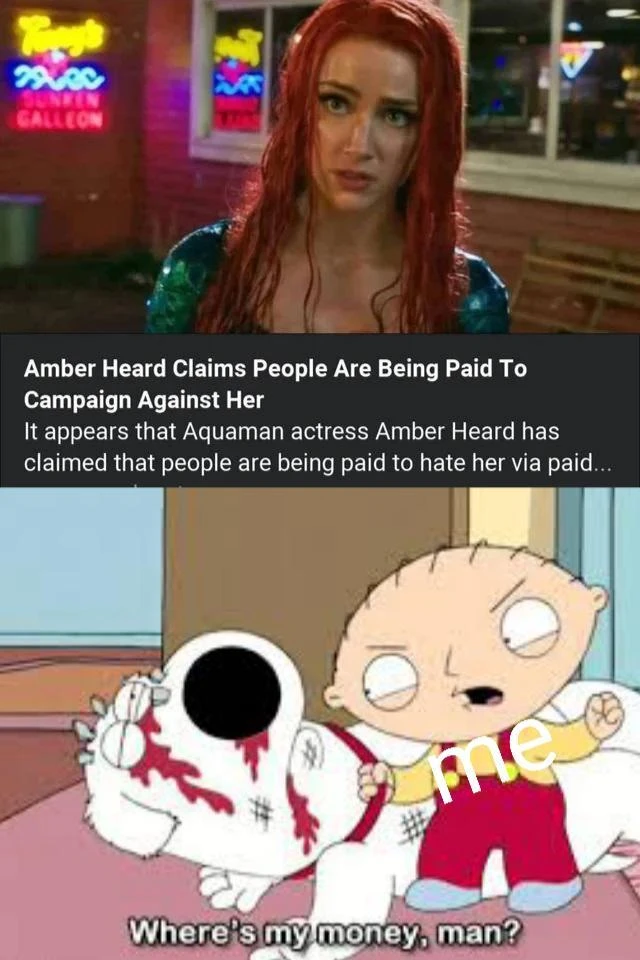 SUNKEN
GALLEON
Amber Heard Claims People Are Being Paid To
Campaign Against Her
It appears that Aquaman actress Amber Heard has
claimed that people are being paid to hate her via paid...
me
Where's my money, man?